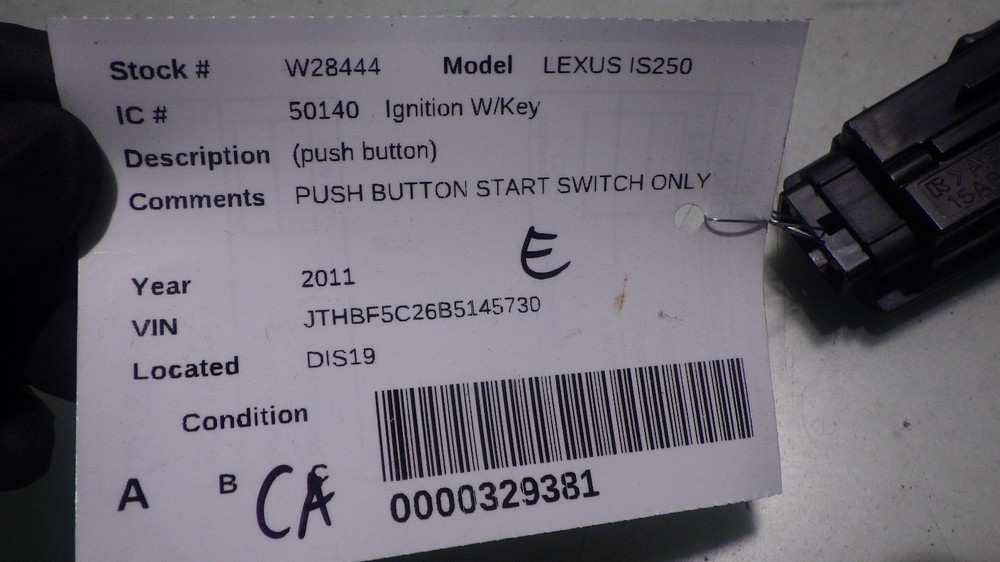 Stock # W28444 Model LEXUS IS250
IC # 50140 Ignition W/Key
Description (push button)
Comments PUSH BUTTON START SWITCH ONLY
E
Year 2011
VIN JTHBF5C26B5145730
Located DIS19
Condition
A B C CA
0000329381